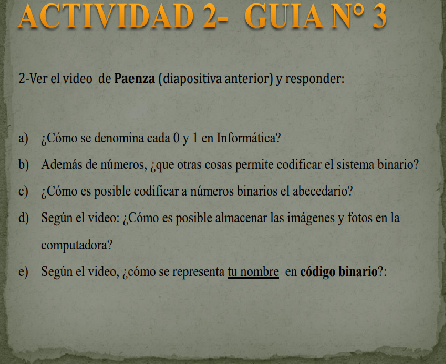 ACTIVIDAD 2- GUIA N° 3
2-Ver el video de Paenza (diapositiva anterior) y responder:
a) ¿Cómo se denomina cada 0 y 1 en Informática?
b) Además de números, ¿que otras cosas permite codificar el sistema binario?
c) ¿Cómo es posible codificar a números binarios el abecedario?
d) Según el video: ¿Cómo es posible almacenar las imágenes y fotos en la
computadora?
e) Según el video, ¿cómo se representa tu nombre en código binario?: